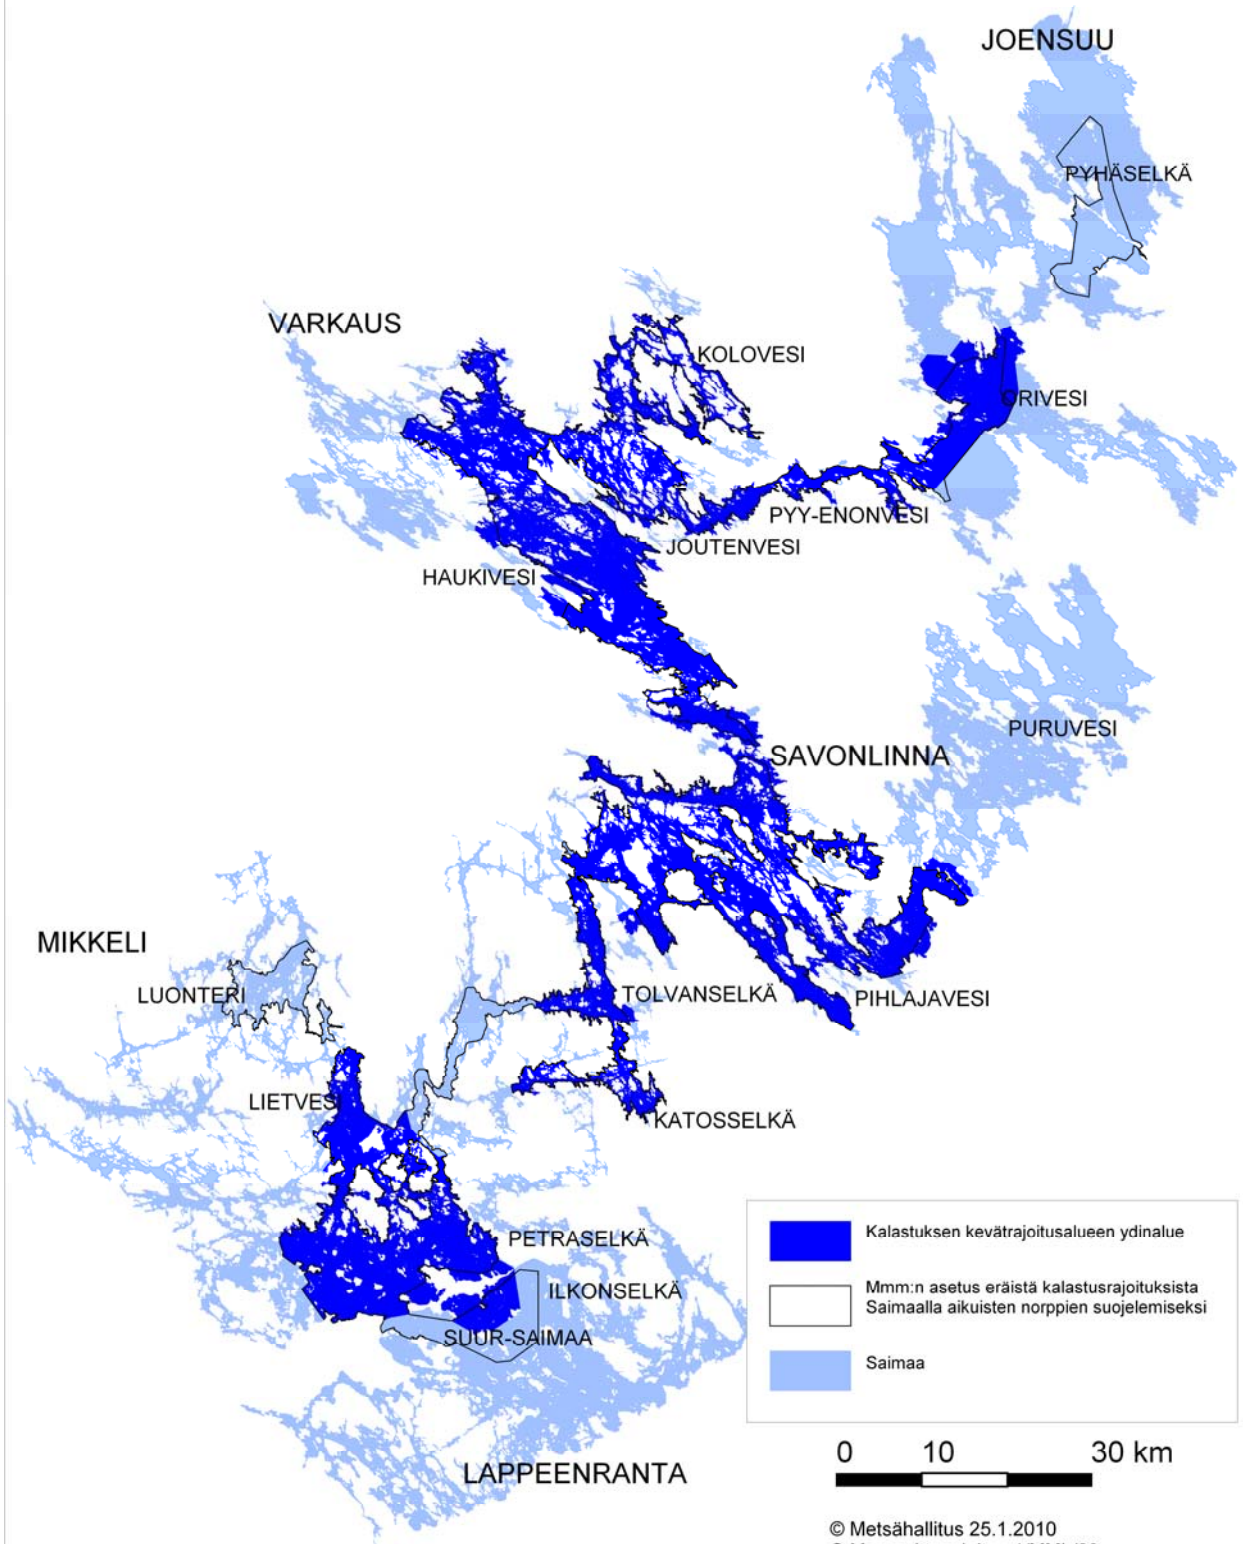 JOENSUU
PYHÄSELKÄ
VARKAUS
KOLOVESI
ORIVESI
PYY-ENONVESI
JOUTENVESI
HAUKIVESI
PURUVESI
SAVONLINNA
MIKKELI
LUONTERI
TOLVANSELKÄ
PIHLAJAVESI
LIETVESI
KATOSSELKÄ
PETRASELKÄ
ILKONSELKÄ
SUUR-SAIMAA
LAPPEENRANTA
Kalastuksen kevätrajoitusalueen ydinalue
Mmm:n asetus eräistä kalastusrajoituksista
Saimaalla aikuisten norppien suojelemiseksi
Saimaa
0 10 30 km
© Metsähallitus 25.1.2010